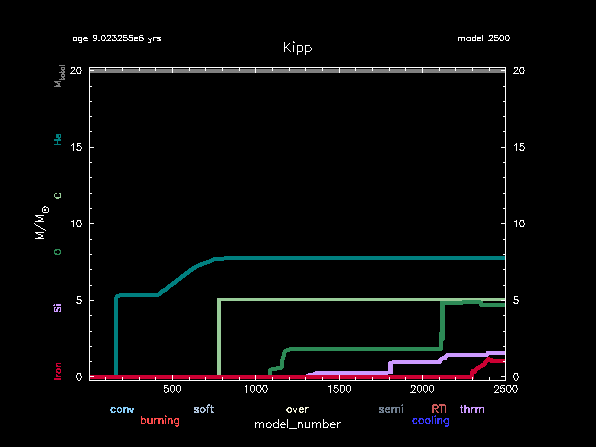 age 9.023255e6 yrs
model 2500
Kipp
M_total
He
C
O
Si
Iron
M/M⊙
20
15
10
5
0
20
15
10
5
0
500
1000
1500
2000
2500
conv
soft
over
semi
RTI
thrm
burning
cooling
model_number